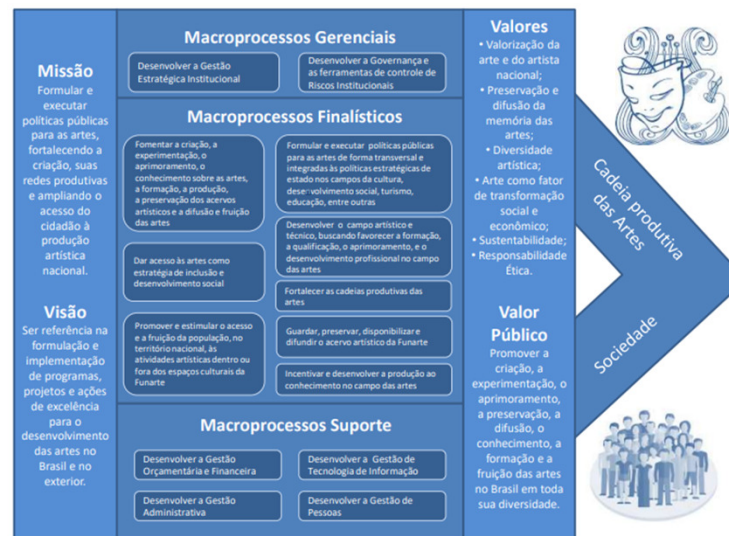 Missão
Formular e
executar
políticas públicas
para as artes,
fortalecendo a
criação, suas
redes produtivas
e ampliando o
acesso do
cidadão à
produção
artística
nacional.
Visão
Ser referência na
formulação e
implementação
de programas,
projetos e ações
de excelência
para o
desenvolvimento
das artes no
Brasil e no
exterior.
Macroprocessos Gerenciais
Desenvolver a Gestão
Estratégica Institucional
Desenvolver a Governança e
as ferramentas de controle de
Riscos Institucionais
Macroprocessos Finalísticos
Fomentar a criação, a
experimentação, o
aprimoramento, o
conhecimento sobre as artes,
a formação, a produção,
a preservação dos acervos
artísticos e a difusão e fruição
das artes
Dar acesso às artes como
estratégia de inclusão e
desenvolvimento social
Promover e estimular o acesso
e a fruição da população, no
território nacional, às
atividades artísticas dentro ou
fora dos espaços culturais da
Funarte
Formular e executar políticas públicas
para as artes de forma transversal e
integradas às políticas estratégicas de
estado nos campos da cultura,
desenvolvimento social, turismo,
educação, entre outras
Desenvolver o campo artístico e
técnico, buscando favorecer a formação,
a qualificação, o aprimoramento, e o
desenvolvimento profissional no campo
das artes
Fortalecer as cadeias produtivas das
artes
Guardar, preservar, disponibilizar e
difundir o acervo artístico da Funarte
Incentivar e desenvolver a produção ao
conhecimento no campo das artes
Macroprocessos Suporte
Desenvolver a Gestão
Orçamentária e Financeira
Desenvolver a Gestão de
Tecnologia de Informação
Desenvolver a Gestão
Administrativa
Desenvolver a Gestão de
Pessoas
Valores
• Valorização da
arte e do artista
nacional;
• Preservação e
difusão da
memória das
artes;
• Diversidade
artística;
• Arte como fator
de transformação
social e
econômico;
• Sustentabilidade;
• Responsabilidade
Ética.
Valor
Público
Promover a
criação, a
experimentação, o
aprimoramento,
a preservação, a
difusão, o
conhecimento, a
formação e a
fruição das artes
no Brasil em toda
sua diversidade.
Cadeia produtiva
das Artes
Sociedade